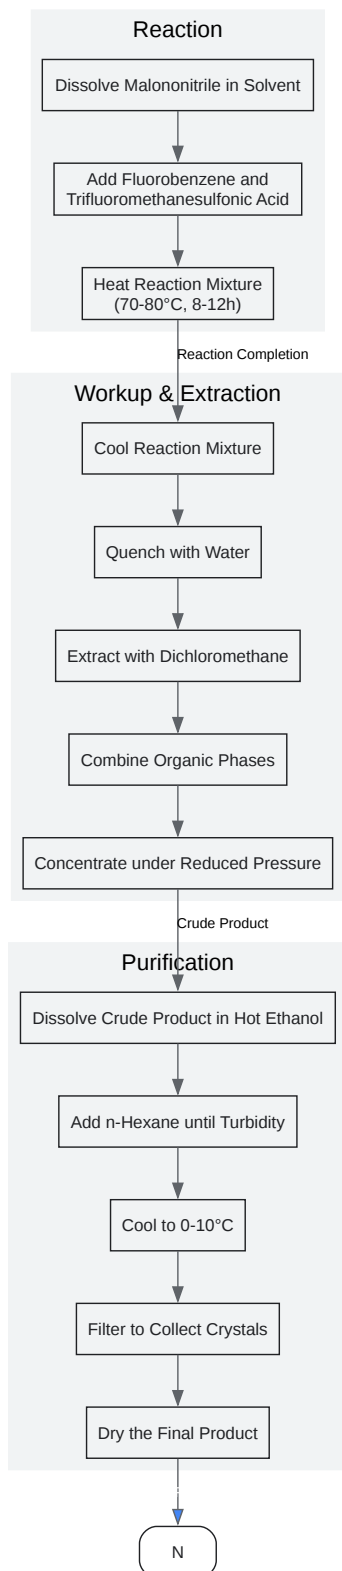 Reaction
Dissolve Malononitrile in Solvent
Add Fluorobenzene and
Trifluoromethanesulfonic Acid
Heat Reaction Mixture
(70-80°C, 8-12h)
Reaction Completion
Workup & Extraction
Cool Reaction Mixture
Quench with Water
Extract with Dichloromethane
Combine Organic Phases
Concentrate under Reduced Pressure
Crude Product
Purification
Dissolve Crude Product in Hot Ethanol
Add n-Hexane until Turbidity
Cool to 0-10°C
Filter to Collect Crystals
Dry the Final Product
N